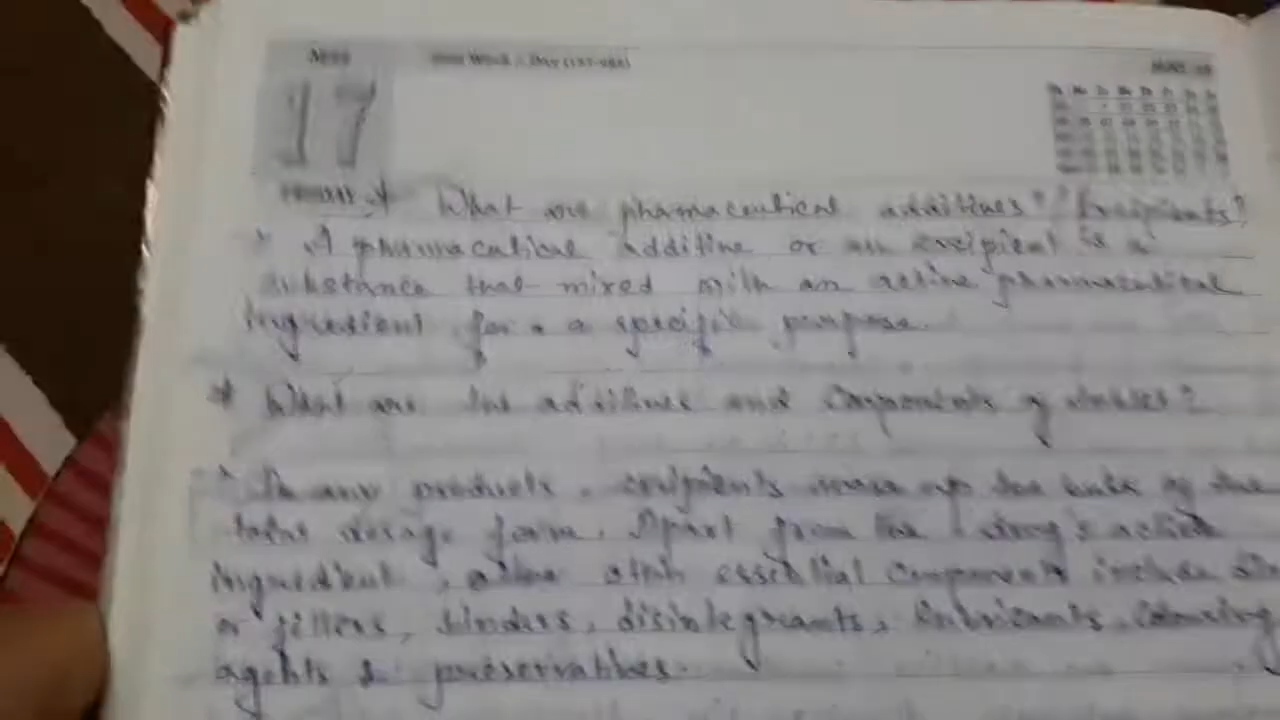 17
* What are pharmaceutical additives? Excipients?
A pharmaceutical additive or an excipient is a
substance that mixed with an active pharmaceutical
ingredient for a specific purpose.
* What are the additives and components of tablets?
In any products, excipients make up the bulk of the
total dosage form. Apart from the drug's active
ingredient, other essential components include
or fillers, binders, disintegrants, lubricants, colouring
agents & preservatives.